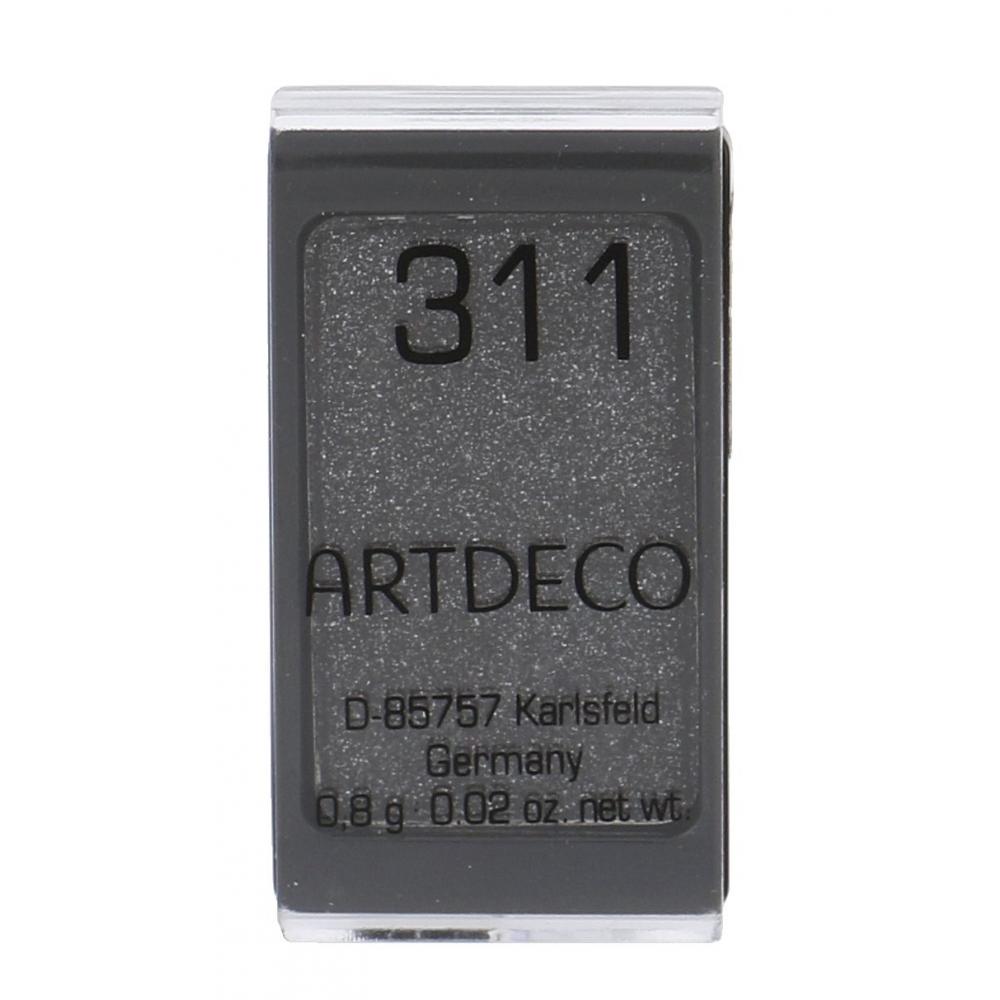 311
ARTDECO
D-85757 Karlsfeld
Germany
0,8 g · 0.02 oz. net wt.